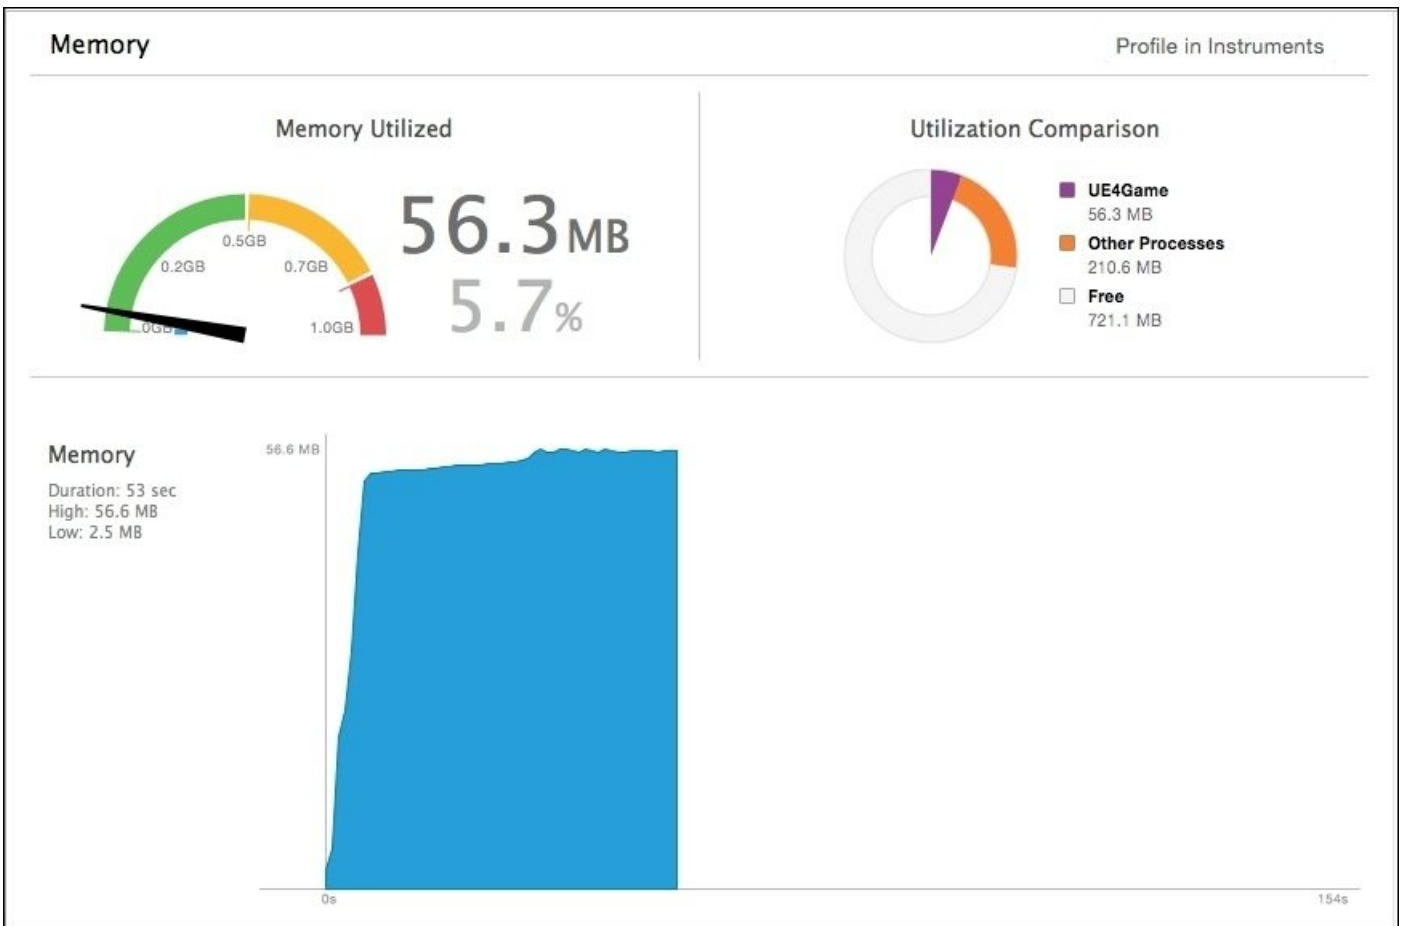 Memory
Profile in Instruments
Memory Utilized
0.5GB
0.2GB
0.7GB
0GB
1.0GB
56.3MB
5.7%
Utilization Comparison
UE4Game
56.3 MB
Other Processes
210.6 MB
Free
721.1 MB
Memory
Duration: 53 sec
High: 56.6 MB
Low: 2.5 MB
56.6 MB
0s
154s